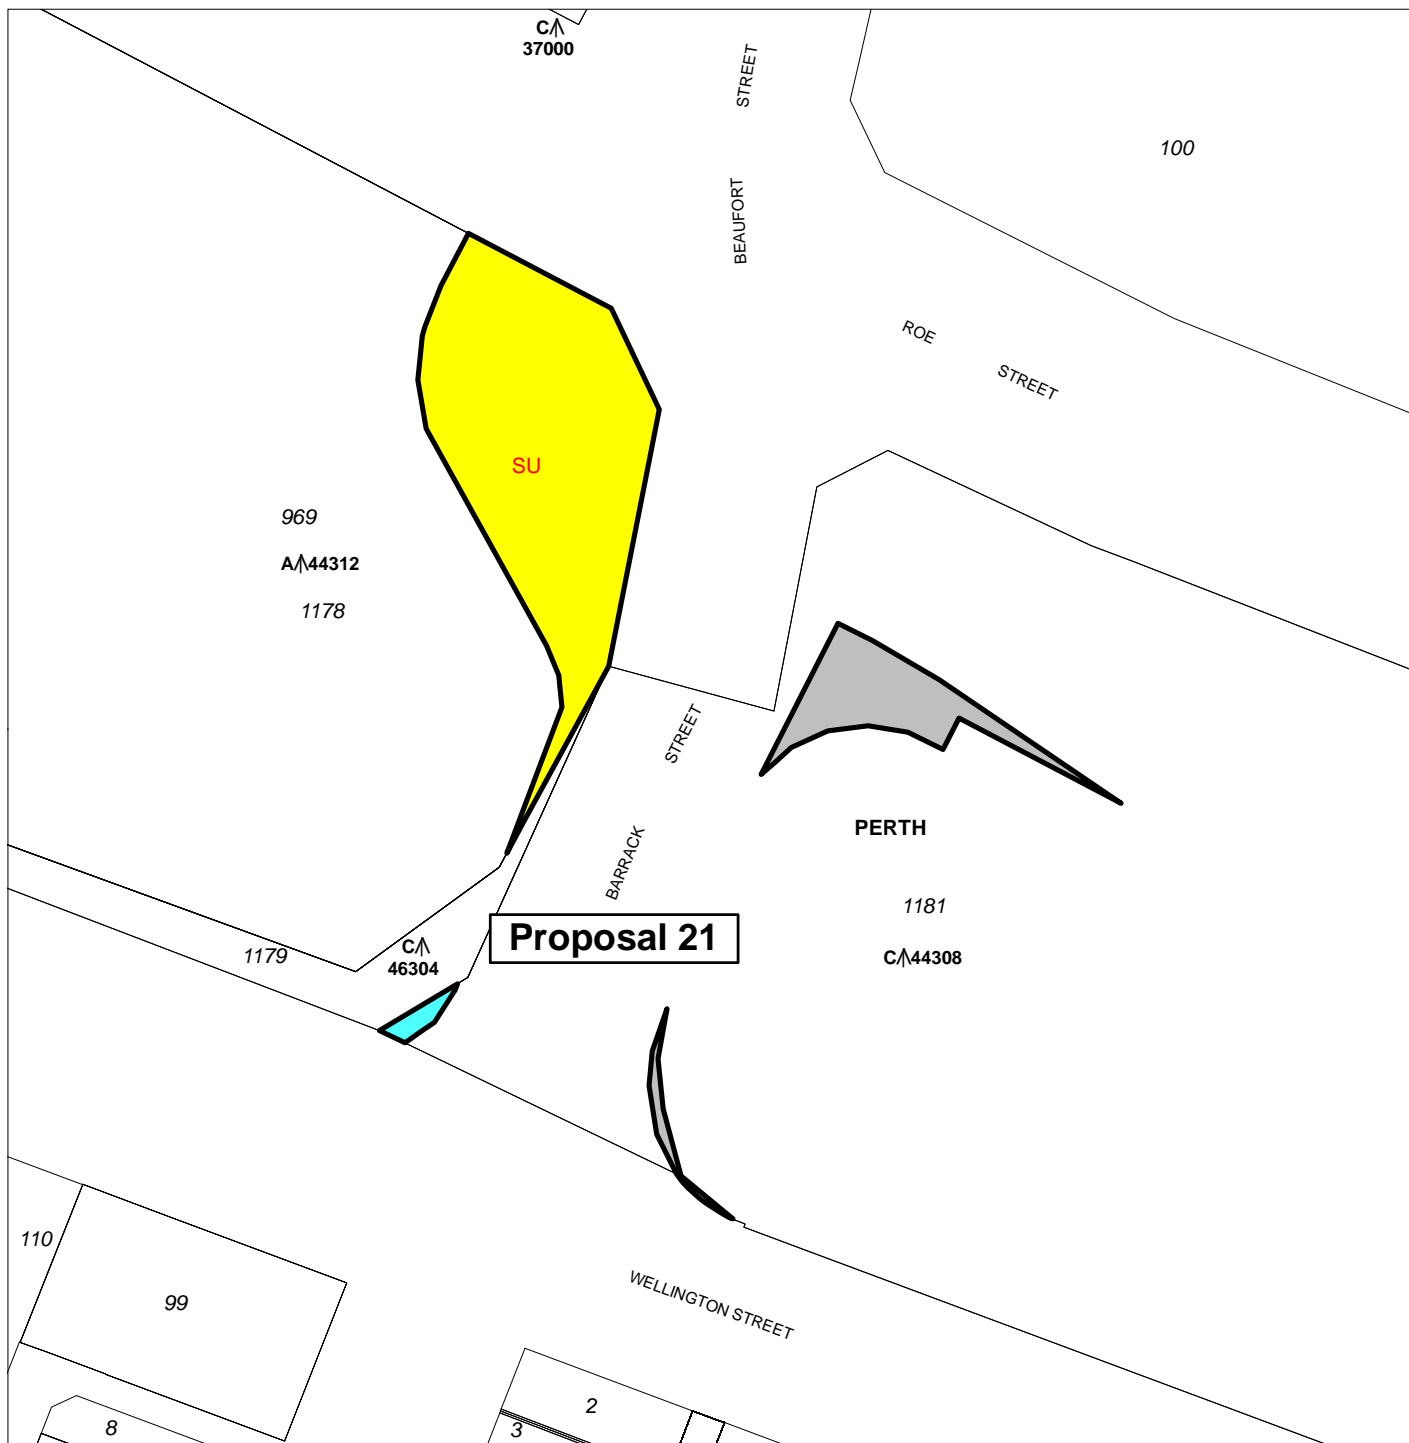 C/|\
37000
STREET
BEAUFORT
100
ROE
STREET
SU
969
A/|\44312
1178
STREET
BARRACK
PERTH
1181
C/|\44308
Proposal 21
C/|\
46304
1179
110
99
WELLINGTON STREET
2
3
8